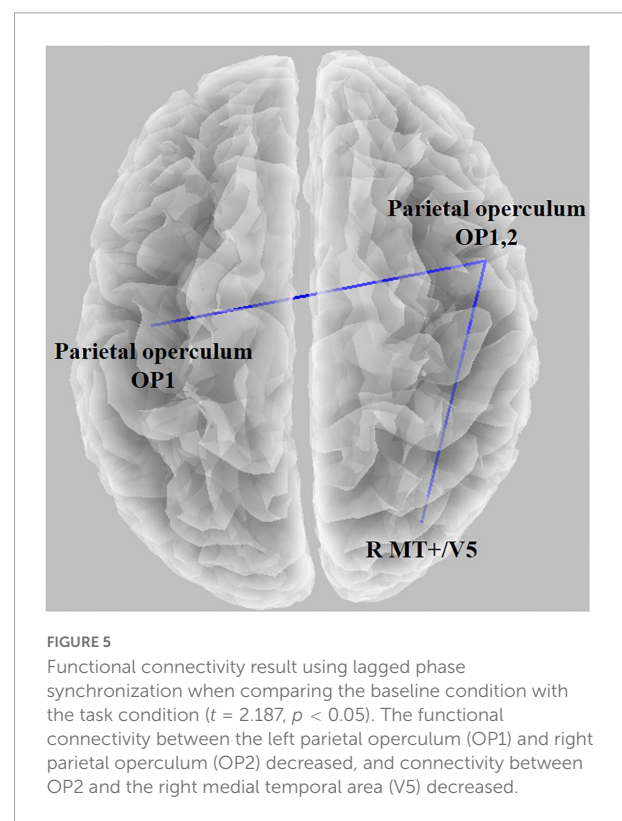 Parietal operculum
OP1,2
Parietal operculum
OP1
R MT+/V5
FIGURE 5
Functional connectivity result using lagged phase
synchronization when comparing the baseline condition with
the task condition (t = 2.187, p < 0.05). The functional
connectivity between the left parietal operculum (OP1) and right
parietal operculum (OP2) decreased, and connectivity between
OP2 and the right medial temporal area (V5) decreased.